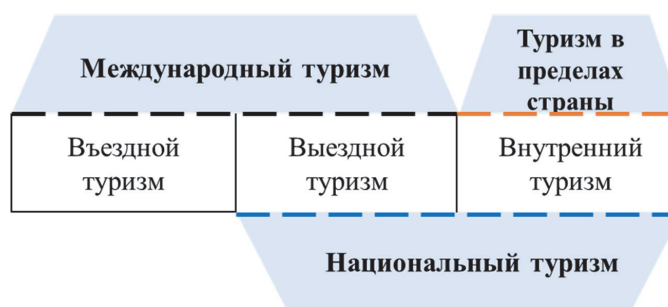 Международный туризм
Туризм в
пределах
страны
Въездной
туризм
Выездной
туризм
Внутренний
туризм
Национальный туризм